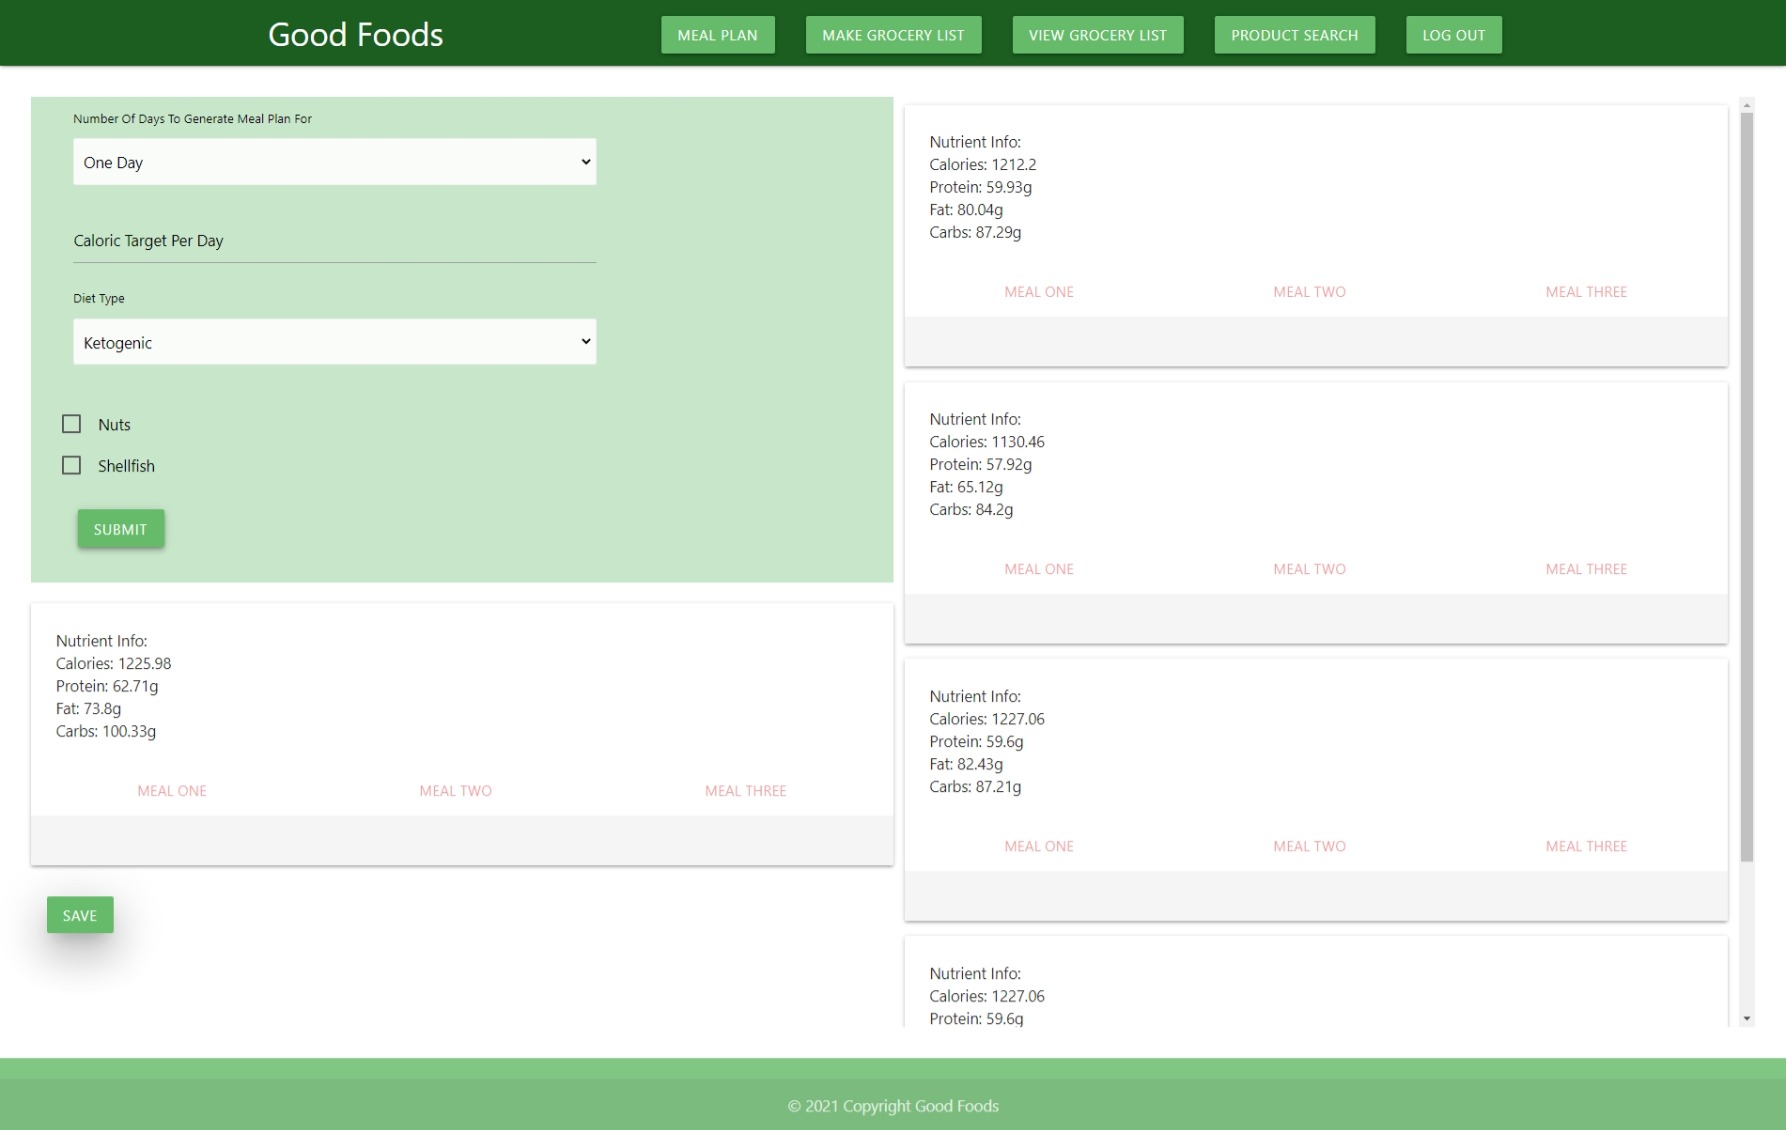 Good Foods
MEAL PLAN
MAKE GROCERY LIST
VIEW GROCERY LIST
PRODUCT SEARCH
LOG OUT
Number Of Days To Generate Meal Plan For
One Day
Caloric Target Per Day
Diet Type
Ketogenic
Nuts
Shellfish
SUBMIT
Nutrient Info:
Calories: 1225.98
Protein: 62.71g
Fat: 73.8g
Carbs: 100.33g
MEAL ONE MEAL TWO MEAL THREE
SAVE
Nutrient Info:
Calories: 1212.2
Protein: 59.93g
Fat: 80.04g
Carbs: 87.29g
MEAL ONE MEAL TWO MEAL THREE
Nutrient Info:
Calories: 1130.46
Protein: 57.92g
Fat: 65.12g
Carbs: 84.2g
MEAL ONE MEAL TWO MEAL THREE
Nutrient Info:
Calories: 1227.06
Protein: 59.6g
Fat: 82.43g
Carbs: 87.21g
MEAL ONE MEAL TWO MEAL THREE
Nutrient Info:
Calories: 1227.06
Protein: 59.6g
© 2021 Copyright Good Foods